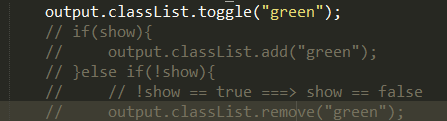 output.classList.toggle("green");
// if(show){
//     output.classList.add("green");
// }else if(!show){
//     // !show == true ===> show == false
//     output.classList.remove("green");